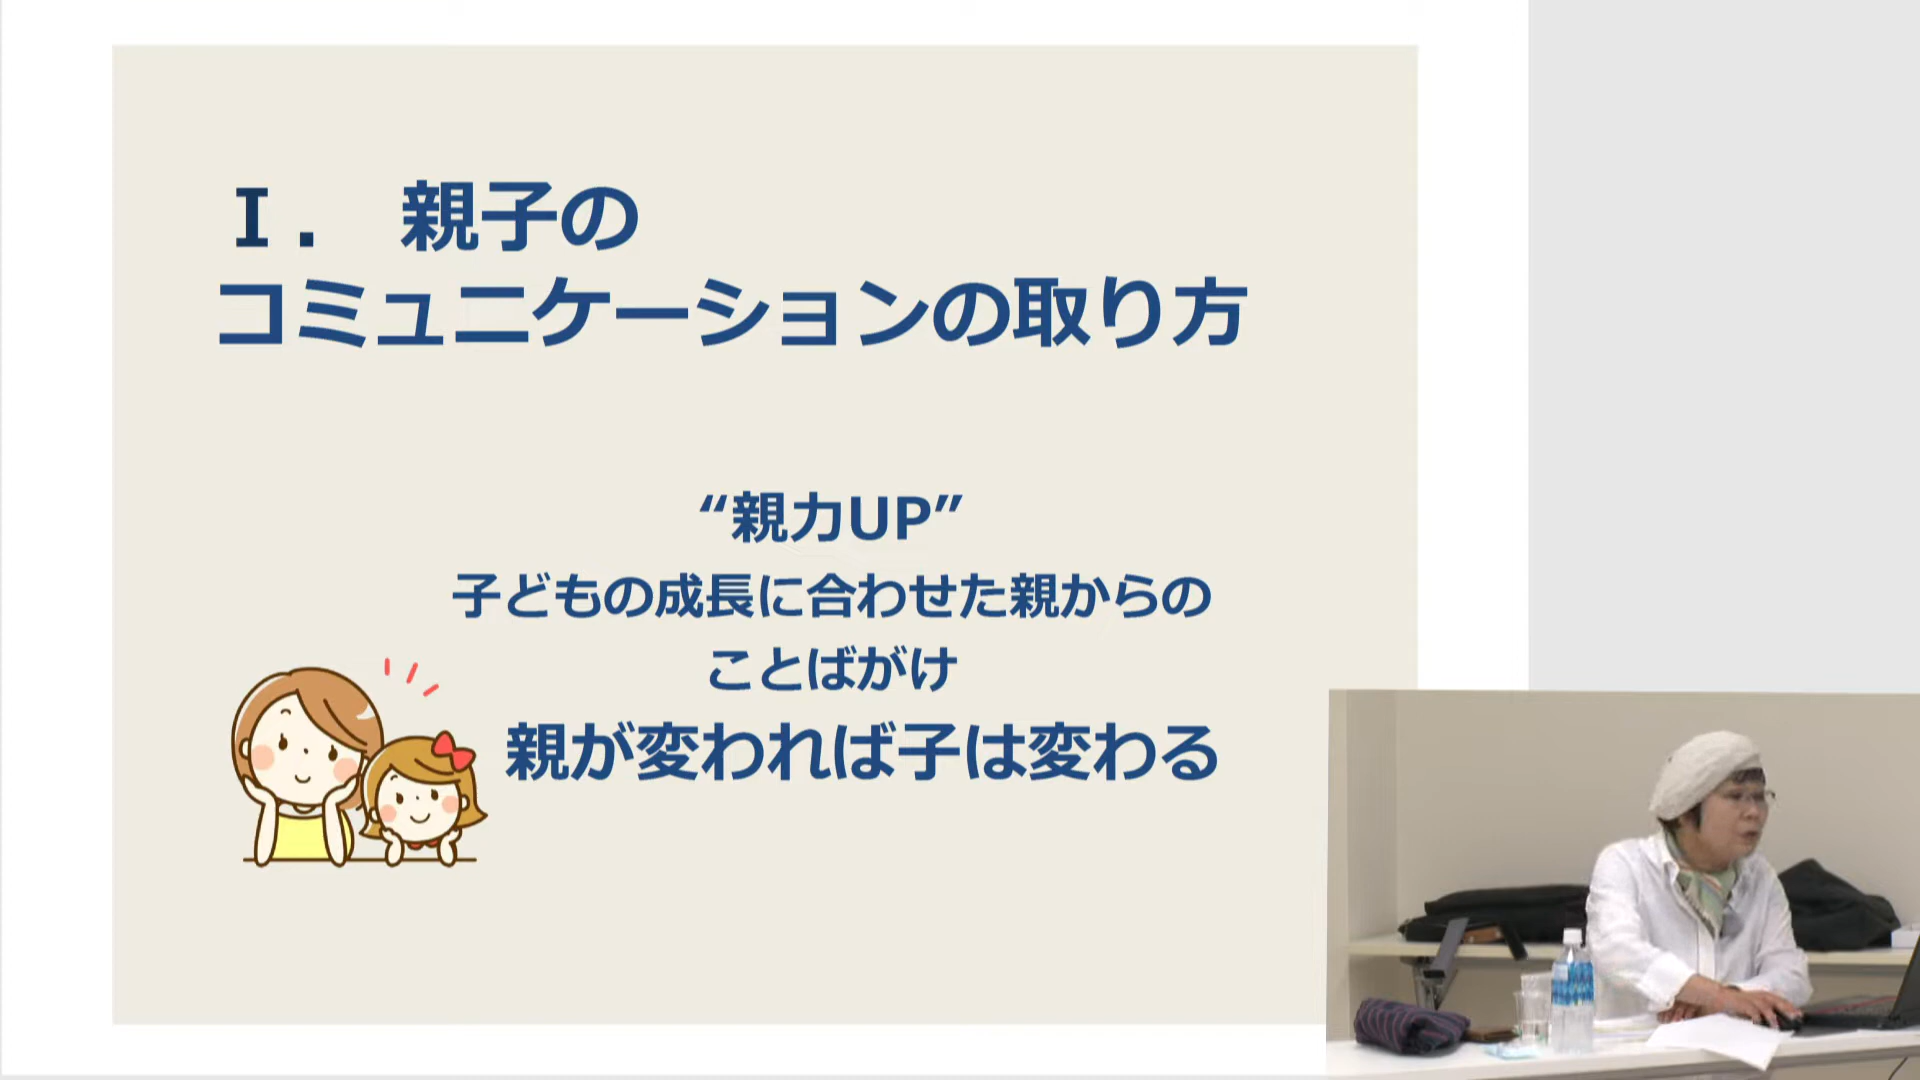 Ⅰ． 親子の
コミュニケーションの取り方
“親力UP”
子どもの成長に合わせた親からの
ことばがけ
親が変われば子は変わる